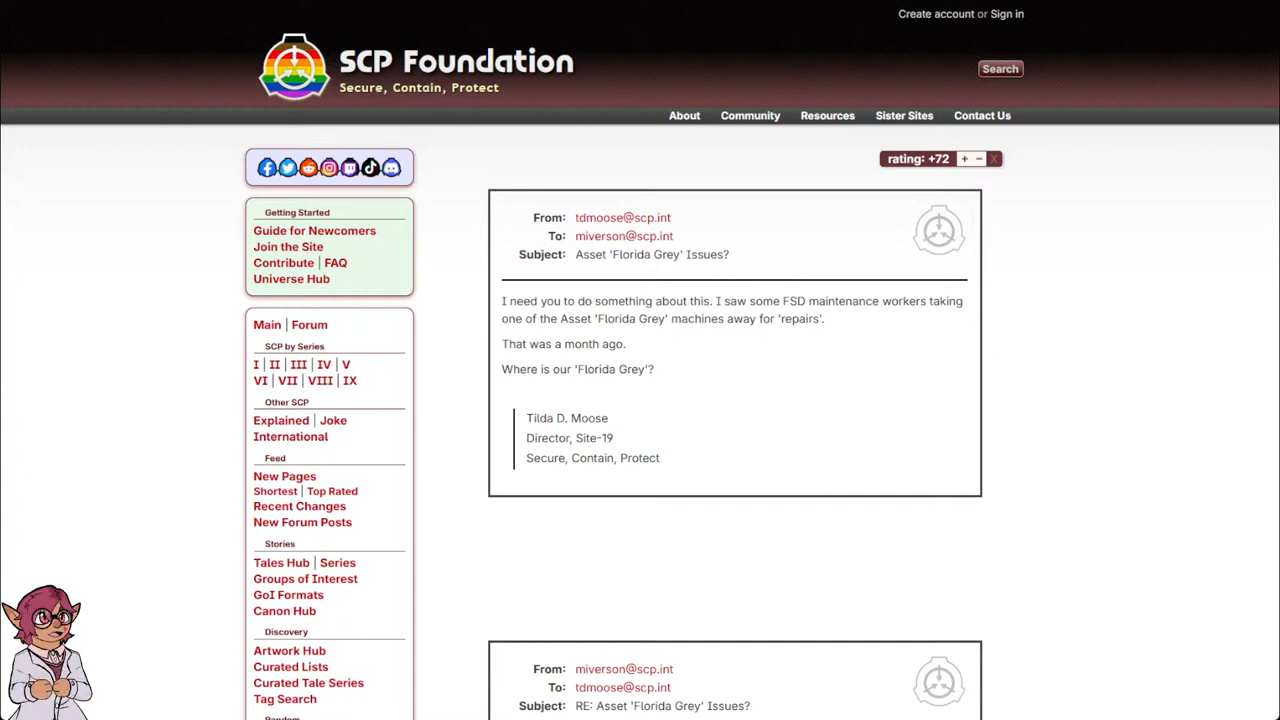 Create account or Sign in
SCP Foundation
Secure, Contain, Protect
Search
About Community Resources Sister Sites Contact Us
rating: +72 + − X
Getting Started
Guide for Newcomers
Join the Site
Contribute | FAQ
Universe Hub
Main | Forum
SCP by Series
I | II | III | IV | V
VI | VII | VIII | IX
Other SCP
Explained | Joke
International
Feed
New Pages
Shortest | Top Rated
Recent Changes
New Forum Posts
Stories
Tales Hub | Series
Groups of Interest
GoI Formats
Canon Hub
Discovery
Artwork Hub
Curated Lists
Curated Tale Series
Tag Search
Random
From: tdmoose@scp.int
To: miverson@scp.int
Subject: Asset 'Florida Grey' Issues?
I need you to do something about this. I saw some FSD maintenance workers taking
one of the Asset 'Florida Grey' machines away for 'repairs'.
That was a month ago.
Where is our 'Florida Grey'?
Tilda D. Moose
Director, Site-19
Secure, Contain, Protect
From: miverson@scp.int
To: tdmoose@scp.int
Subject: RE: Asset 'Florida Grey' Issues?